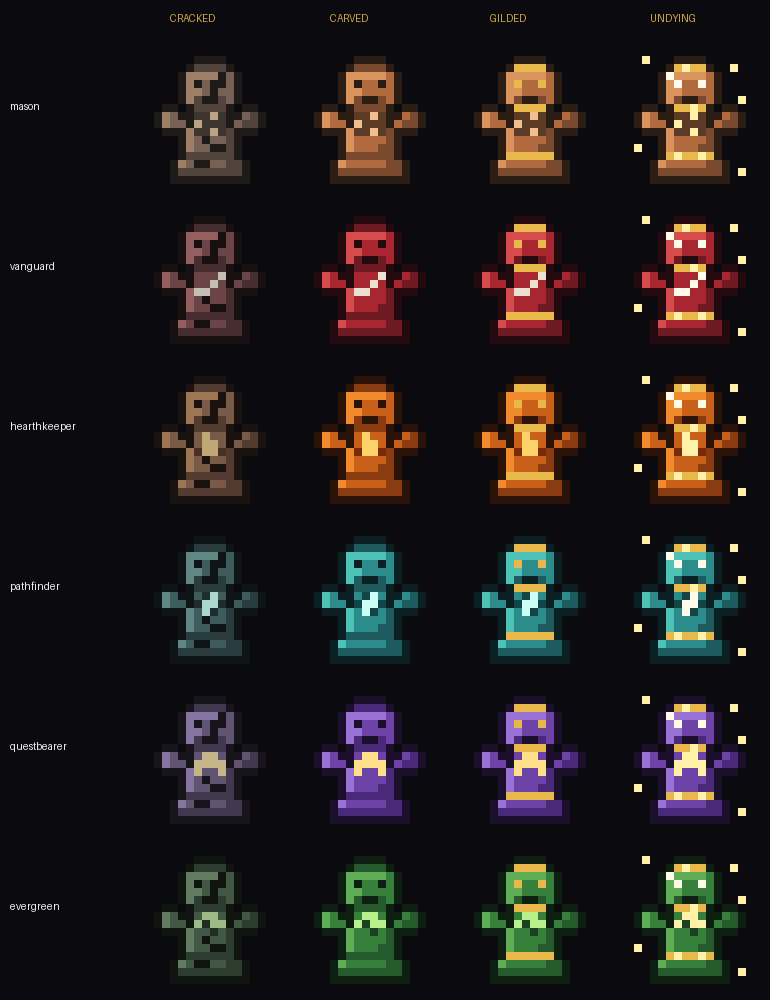 CRACKED CARVED GILDED UNDYING
mason
vanguard
hearthkeeper
pathfinder
questbearer
evergreen